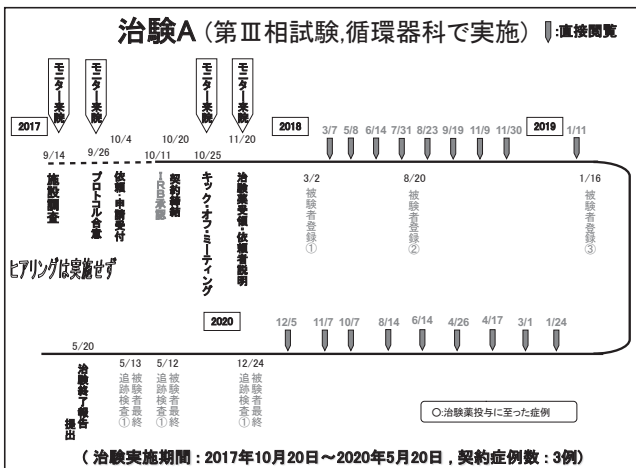 治験A (第Ⅲ相試験,循環器科で実施) :直接閲覧
モニター来院
モニター来院
モニター来院
モニター来院
2017
2018
2019
9/14
9/26
10/4
10/11
10/20
10/25
11/20
3/7
5/8
6/14
7/31
8/23
9/19
11/9
11/30
1/11
施設調査
プロトコル合意
依頼・申請受付
IRB承認
契約締結
キック・オフ・ミーティング
治験薬受領・依頼者説明
3/2
被験者登録①
8/20
被験者登録②
1/16
被験者登録③
ヒアリングは実施せず
2020
12/5
11/7
10/7
8/14
6/14
4/26
4/17
3/1
1/24
5/20
治験終了報告
提出
5/13
被験者最終
追跡検査①
5/12
被験者最終
追跡検査①
12/24
被験者最終
追跡検査①
○:治験薬投与に至った症例
( 治験実施期間 : 2017年10月20日～2020年5月20日 , 契約症例数 : 3例)